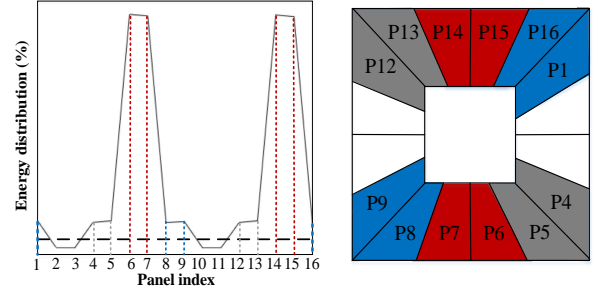 Energy distribution (%)
1 2 3 4 5 6 7 8 9 10 11 12 13 14 15 16
Panel index
P13 P14 P15 P16
P12 P1
P9 P4
P8 P7 P6 P5